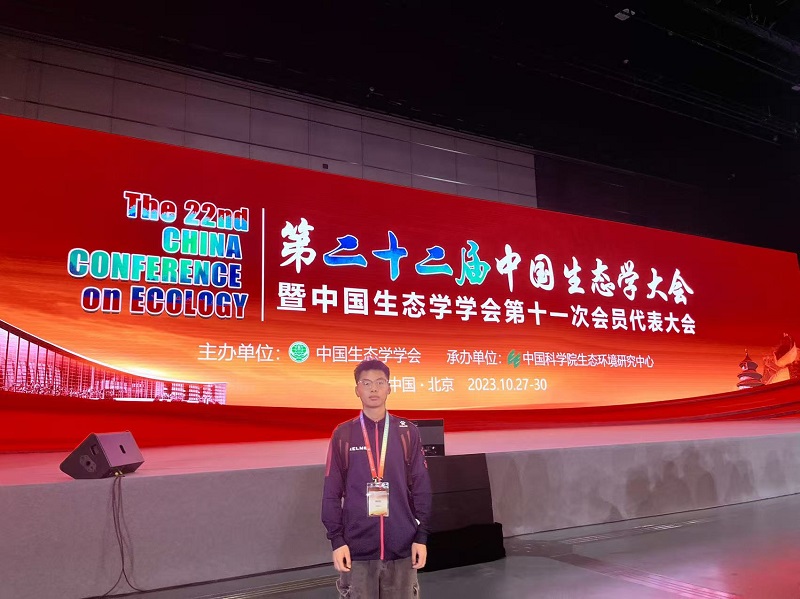 The 22nd
CHINA
CONFERENCE
on ECOLOGY
第二十二届中国生态学大会
暨中国生态学学会第十一次会员代表大会
主办单位: 中国生态学学会 承办单位: 中国科学院生态环境研究中心
中国·北京 2023.10.27-30